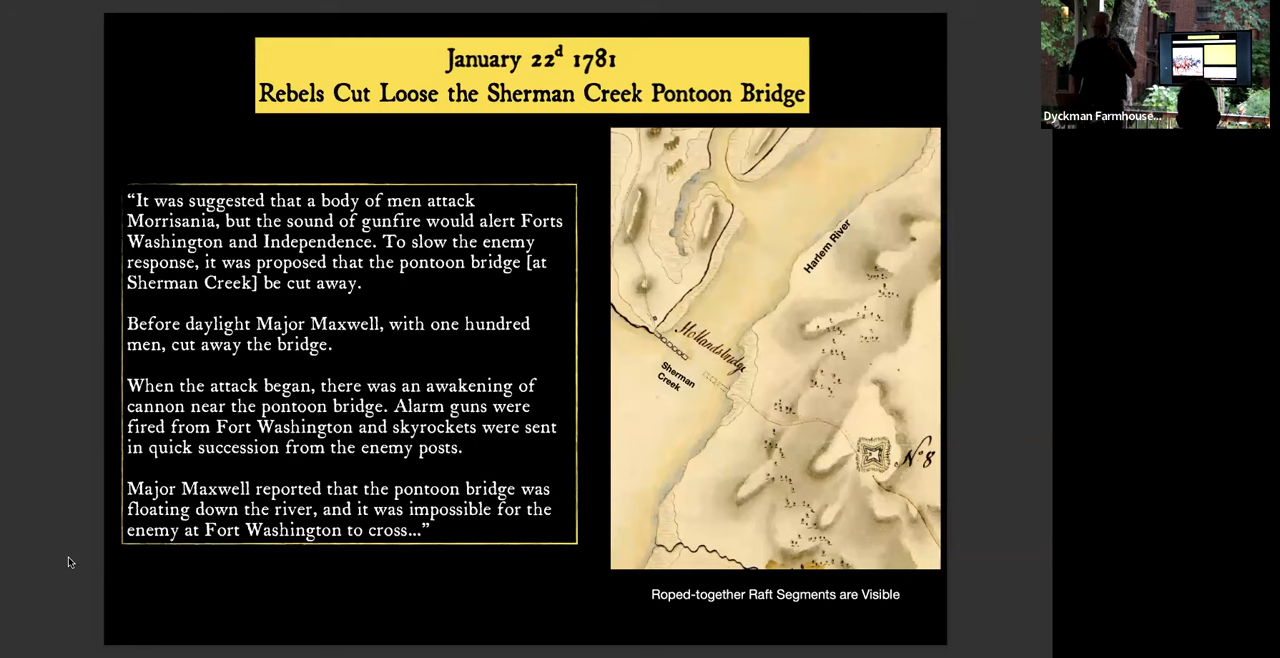 January 22d 1781
Rebels Cut Loose the Sherman Creek Pontoon Bridge
“It was suggested that a body of men attack
Morrisania, but the sound of gunfire would alert Forts
Washington and Independence. To slow the enemy
response, it was proposed that the pontoon bridge [at
Sherman Creek] be cut away.
Before daylight Major Maxwell, with one hundred
men, cut away the bridge.
When the attack began, there was an awakening of
cannon near the pontoon bridge. Alarm guns were
fired from Fort Washington and skyrockets were sent
in quick succession from the enemy posts.
Major Maxwell reported that the pontoon bridge was
floating down the river, and it was impossible for the
enemy at Fort Washington to cross...”
Harlem River
Hollandsbridge
Sherman
Creek
No 8
Roped-together Raft Segments are Visible
Dyckman Farmhouse...